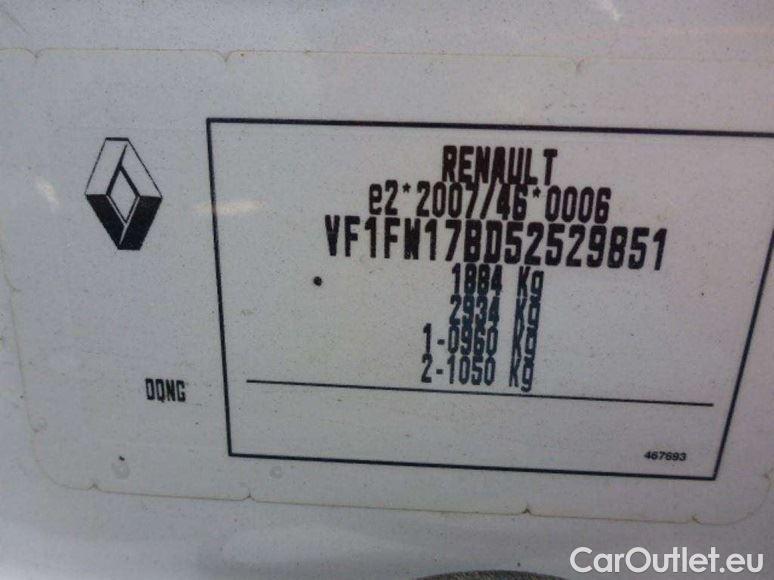 RENAULT
e2*2007/46*0006
VF1FW17BD52529851
1884 Kg
2934 Kg
1-0960 Kg
2-1050 Kg
DQNG
467693
CarOutlet.eu